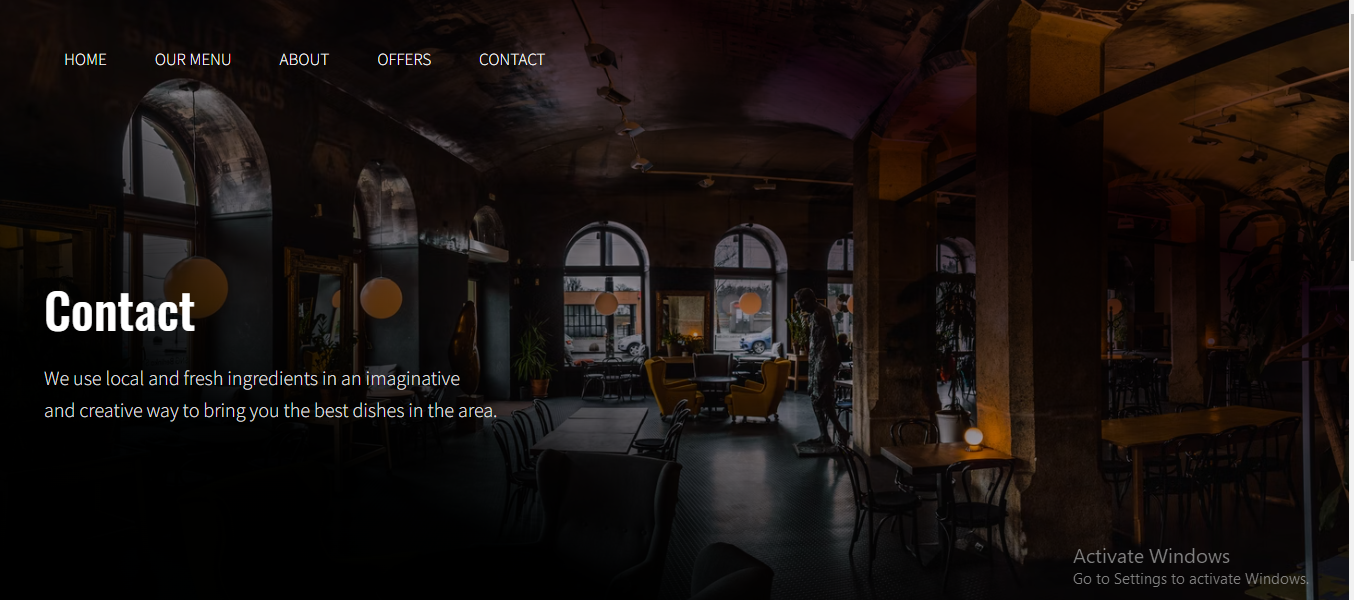 HOME OUR MENU ABOUT OFFERS CONTACT
Contact
We use local and fresh ingredients in an imaginative
and creative way to bring you the best dishes in the area.
Activate Windows
Go to Settings to activate Windows.